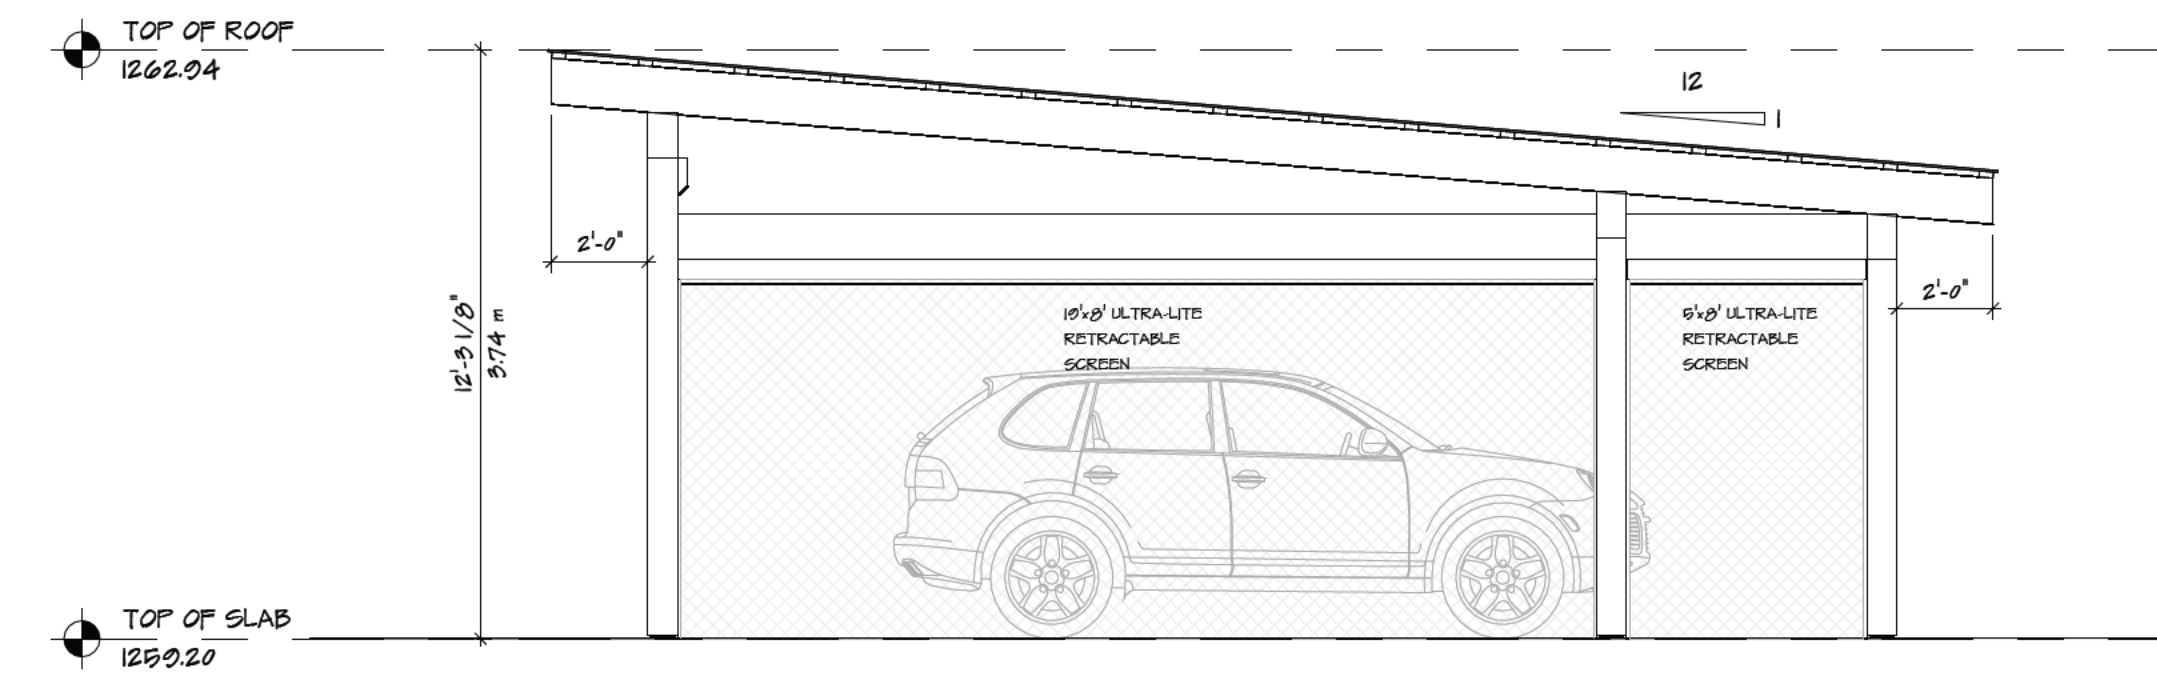 TOP OF ROOF
1262.94
12
1
2'-0"
12'-3 1/8"
3.74 m
19'x8' ULTRA-LITE
RETRACTABLE
SCREEN
5'x8' ULTRA-LITE
RETRACTABLE
SCREEN
2'-0"
TOP OF SLAB
1259.20